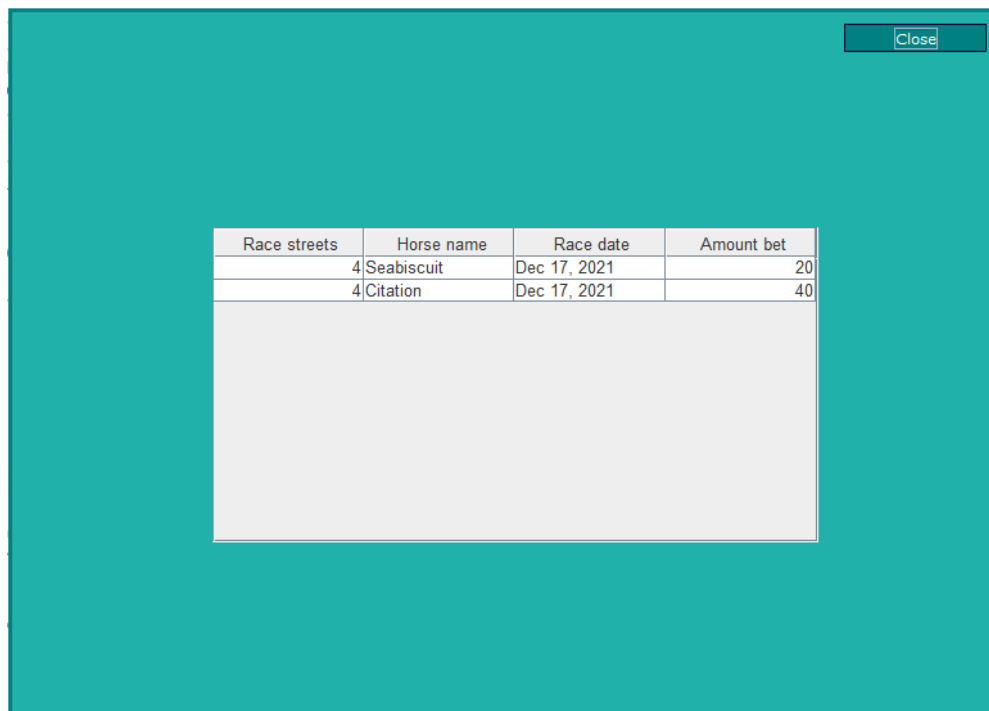 Close
Race streets Horse name Race date Amount bet
4 Seabiscuit Dec 17, 2021 20
4 Citation Dec 17, 2021 40